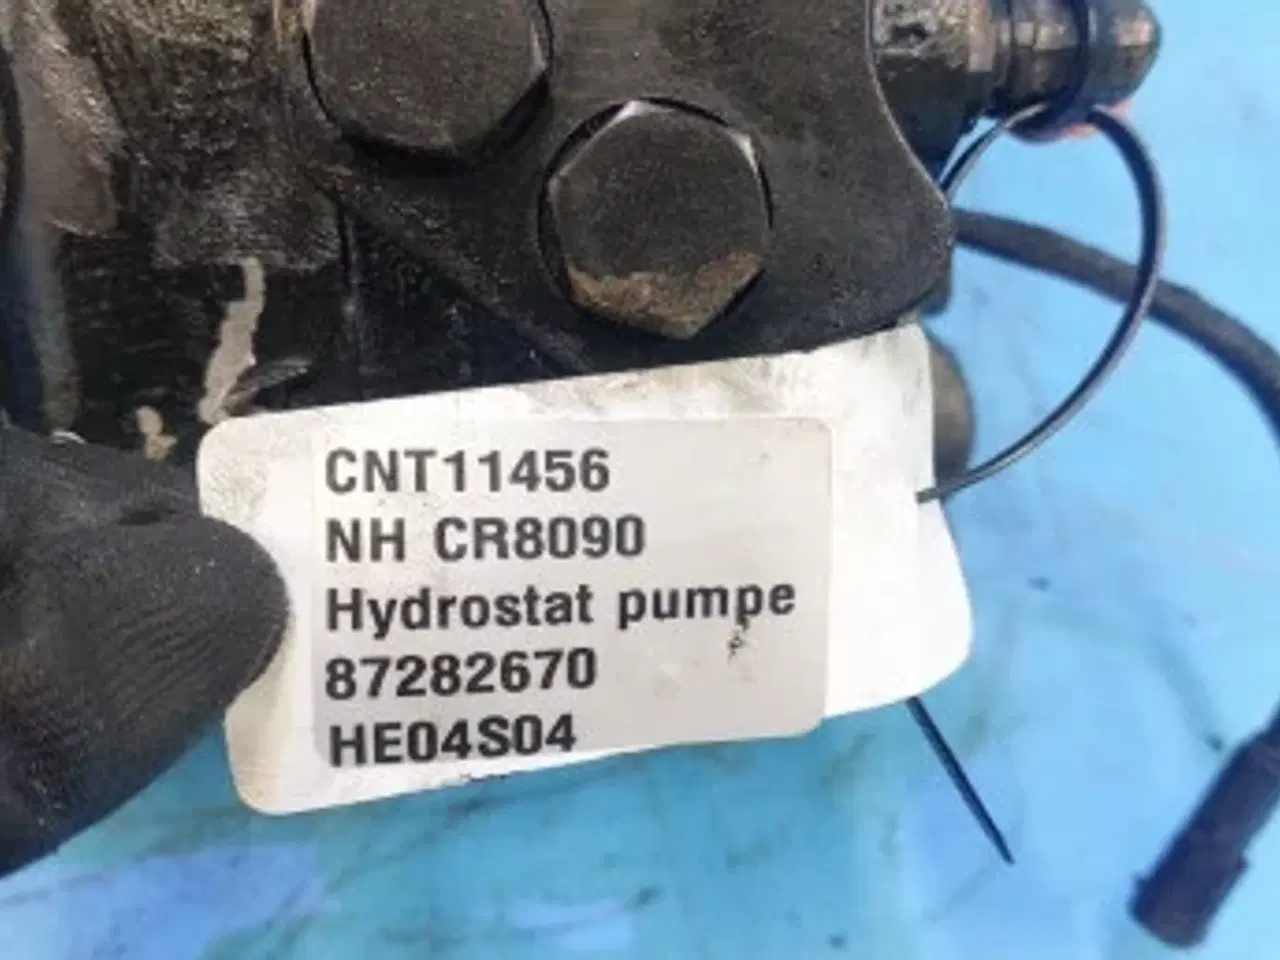 CNT11456
NH CR8090
Hydrostat pumpe
87282670
HE04S04